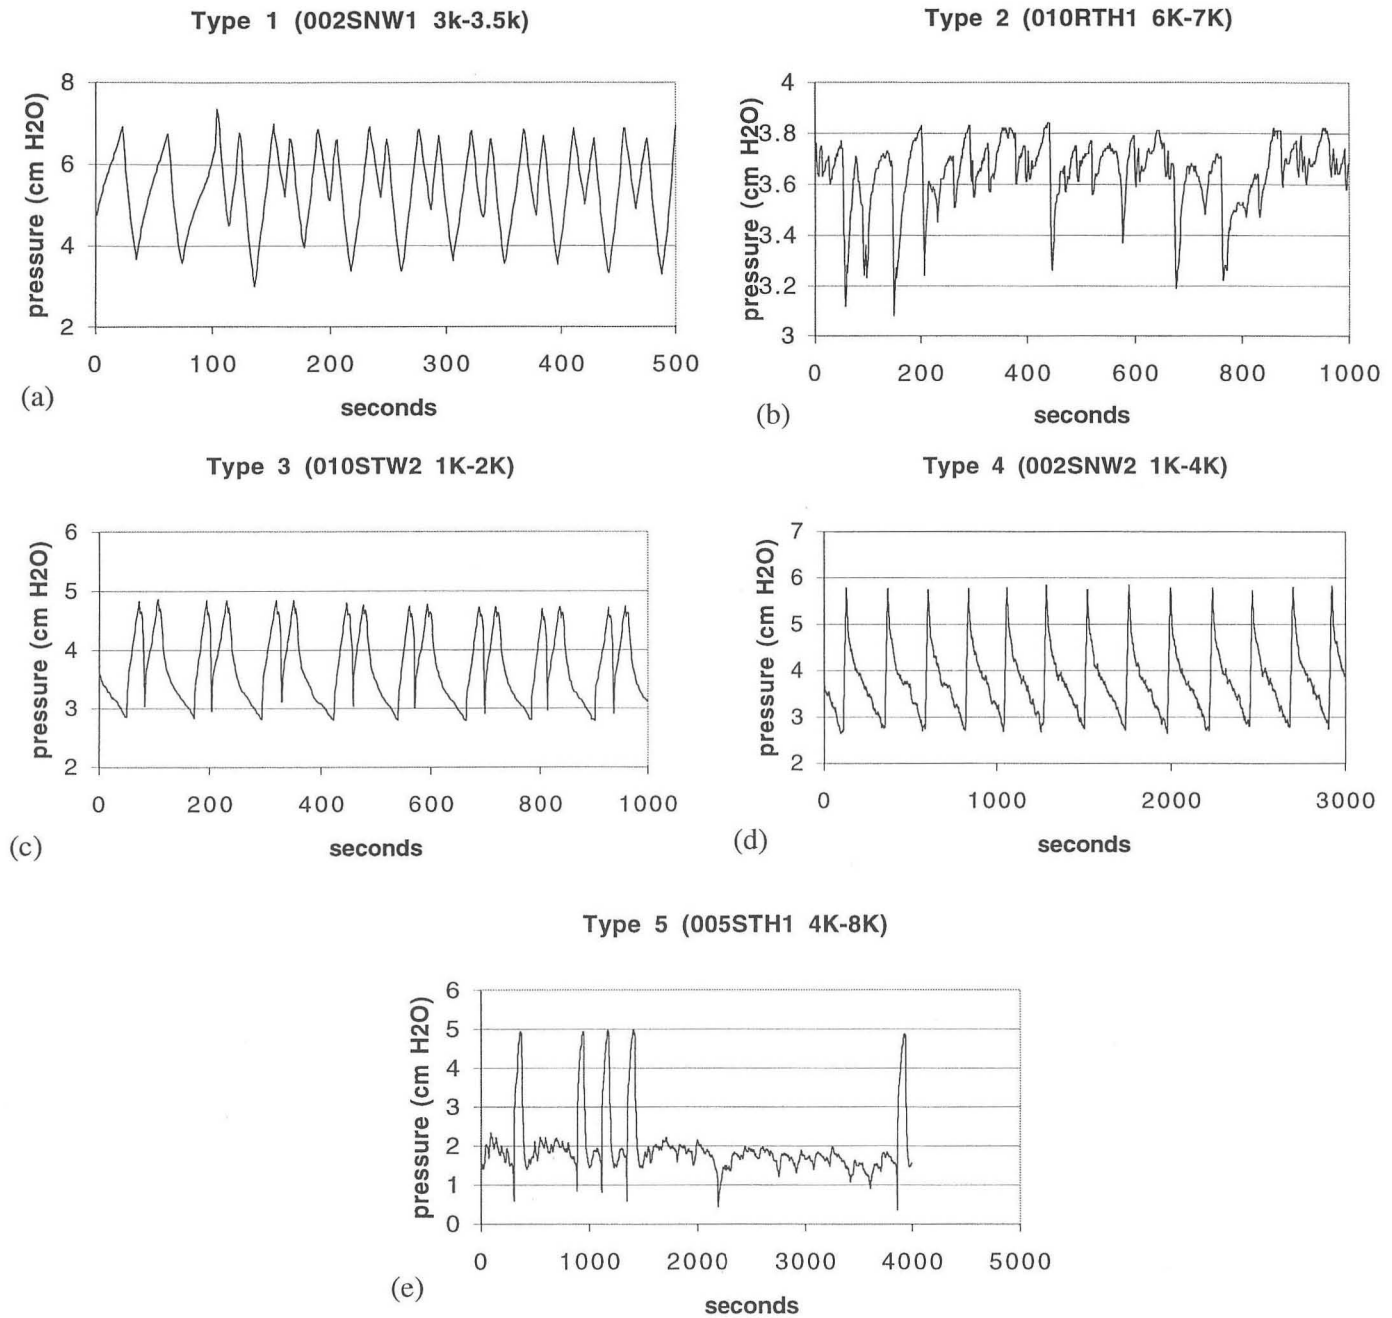 Type 1 (002SNW1 3k-3.5k)
pressure (cm H2O)
8
6
4
2
0 100 200 300 400 500
seconds
(a)
Type 2 (010RTH1 6K-7K)
pressure (cm H2O)
4
3.8
3.6
3.4
3.2
3
0 200 400 600 800 1000
seconds
(b)
Type 3 (010STW2 1K-2K)
pressure (cm H2O)
6
5
4
3
2
0 200 400 600 800 1000
seconds
(c)
Type 4 (002SNW2 1K-4K)
pressure (cm H2O)
7
6
5
4
3
2
0 1000 2000 3000
seconds
(d)
Type 5 (005STH1 4K-8K)
pressure (cm H2O)
6
5
4
3
2
1
0
0 1000 2000 3000 4000 5000
seconds
(e)